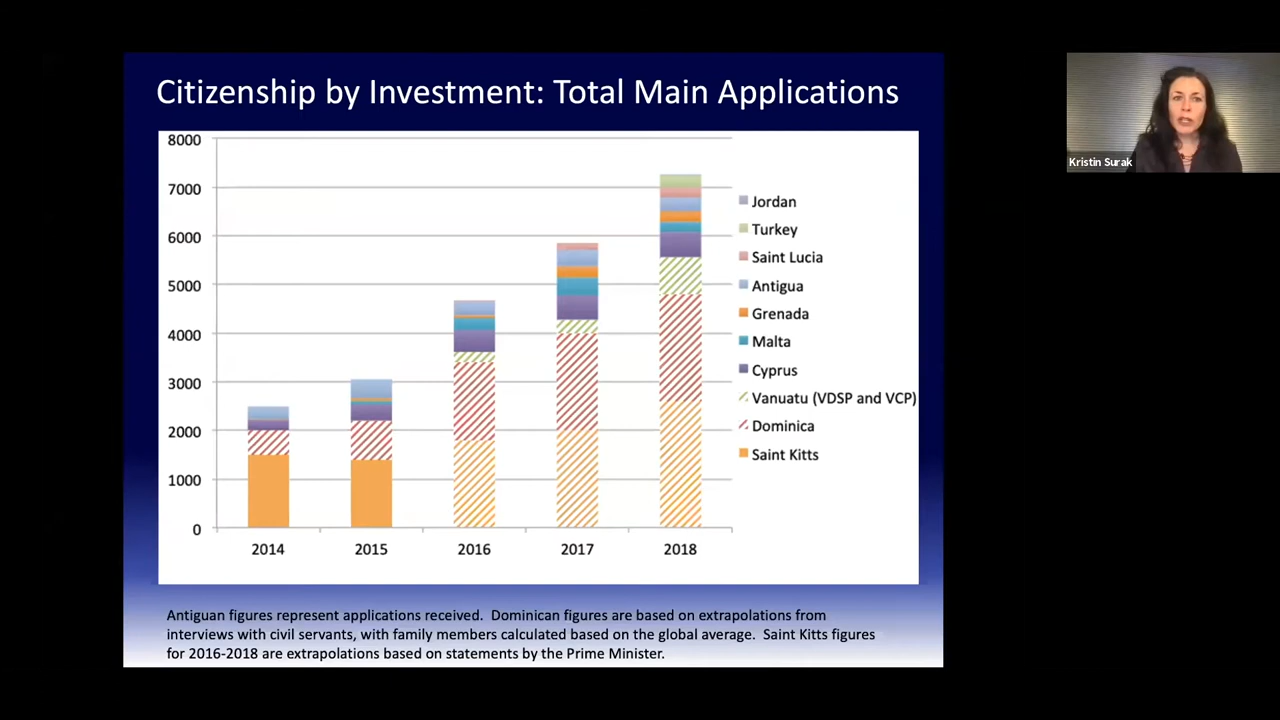 Citizenship by Investment: Total Main Applications
8000
7000
6000
5000
4000
3000
2000
1000
0
2014
2015
2016
2017
2018
Jordan
Turkey
Saint Lucia
Antigua
Grenada
Malta
Cyprus
Vanuatu (VDSP and VCP)
Dominica
Saint Kitts
Antiguan figures represent applications received. Dominican figures are based on extrapolations from
interviews with civil servants, with family members calculated based on the global average. Saint Kitts figures
for 2016-2018 are extrapolations based on statements by the Prime Minister.
Kristin Surak